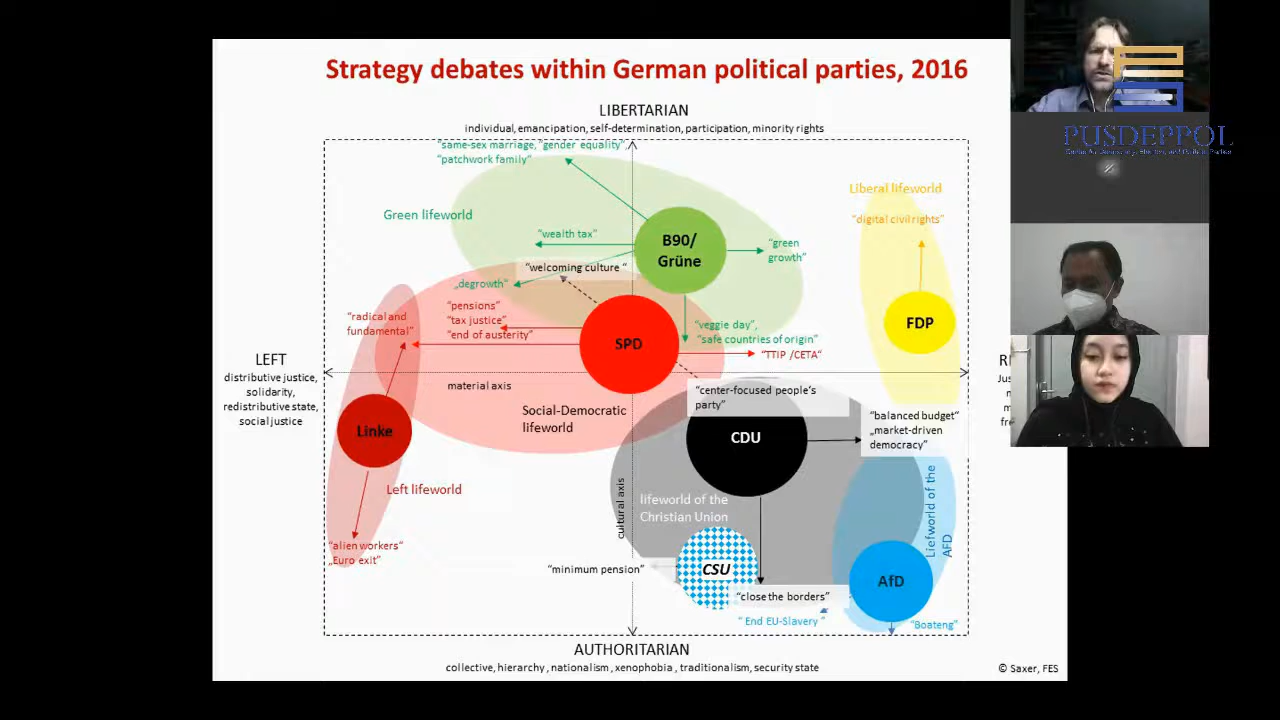 Strategy debates within German political parties, 2016
LIBERTARIAN
individual, emancipation, self-determination, participation, minority rights
PUSDEPPOL
"same-sex marriage, "gender equality",
"patchwork family"
Green lifeworld
Liberal lifeworld
"digital civil rights"
"wealth tax"
B90/
Grüne
"green
growth"
"welcoming culture "
„degrowth"
"pensions"
"tax justice"
"end of austerity"
"radical and
fundamental"
SPD
FDP
"veggie day",
"safe countries of origin"
"TTIP /CETA"
LEFT
distributive justice,
solidarity,
redistributive state,
social justice
material axis
"center-focused people's
party"
Social-Democratic
lifeworld
Linke
CDU
"balanced budget"
„market-driven
democracy"
Left lifeworld
cultural axis
lifeworld of the
Christian Union
Liefworld of the
AFD
"alien workers"
„Euro exit"
"minimum pension"
CSU
AfD
"close the borders"
" End EU-Slavery "
"Boateng"
AUTHORITARIAN
collective, hierarchy , nationalism , xenophobia , traditionalism, security state
© Saxer, FES